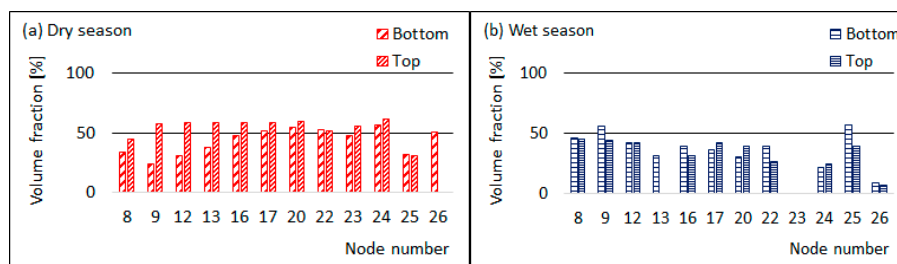 (a) Dry season
Bottom
Top
Volume fraction [%]
100
50
0
8 9 12 13 16 17 20 22 23 24 25 26
Node number
(b) Wet season
Bottom
Top
Volume fraction [%]
100
50
0
8 9 12 13 16 17 20 22 23 24 25 26
Node number